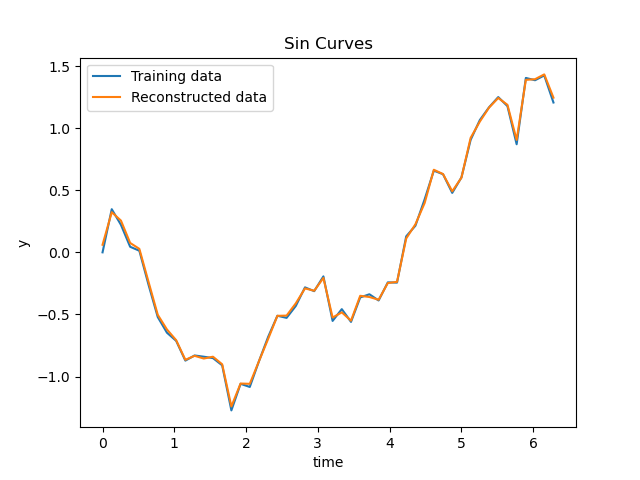 Sin Curves
Training data
Reconstructed data
1.5
1.0
0.5
0.0
−0.5
−1.0
y
0 1 2 3 4 5 6
time